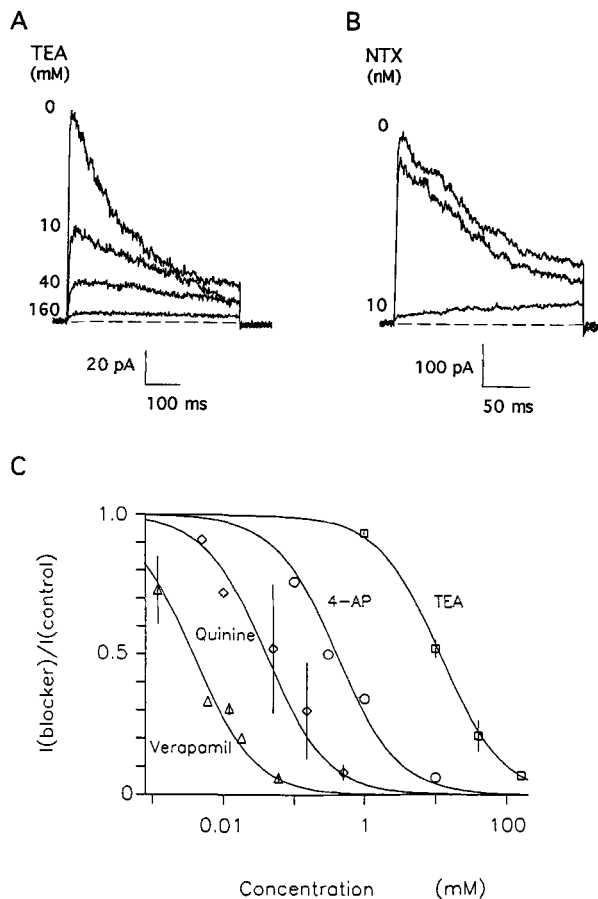 A
TEA
(mM)
0
10
40
160
20 pA
100 ms
B
NTX
(nM)
0
10
100 pA
50 ms
C
I(blocker)/I(control)
1.0
0.5
0
Quinine
Verapamil
4-AP
TEA
0.01
1
100
Concentration (mM)